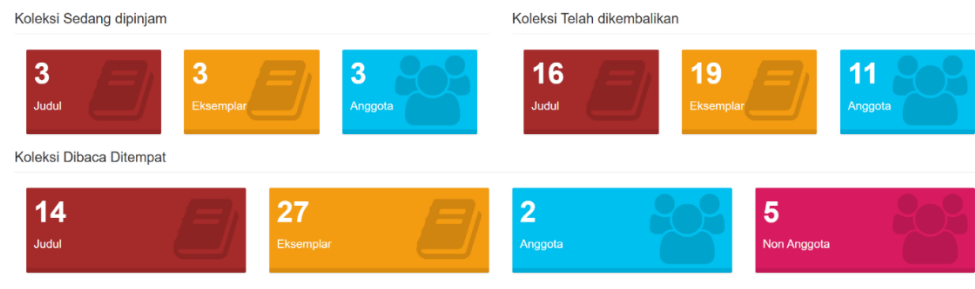 Koleksi Sedang dipinjam
3
Judul
3
Eksemplar
3
Anggota
Koleksi Telah dikembalikan
16
Judul
19
Eksemplar
11
Anggota
Koleksi Dibaca Ditempat
14
Judul
27
Eksemplar
2
Anggota
5
Non Anggota